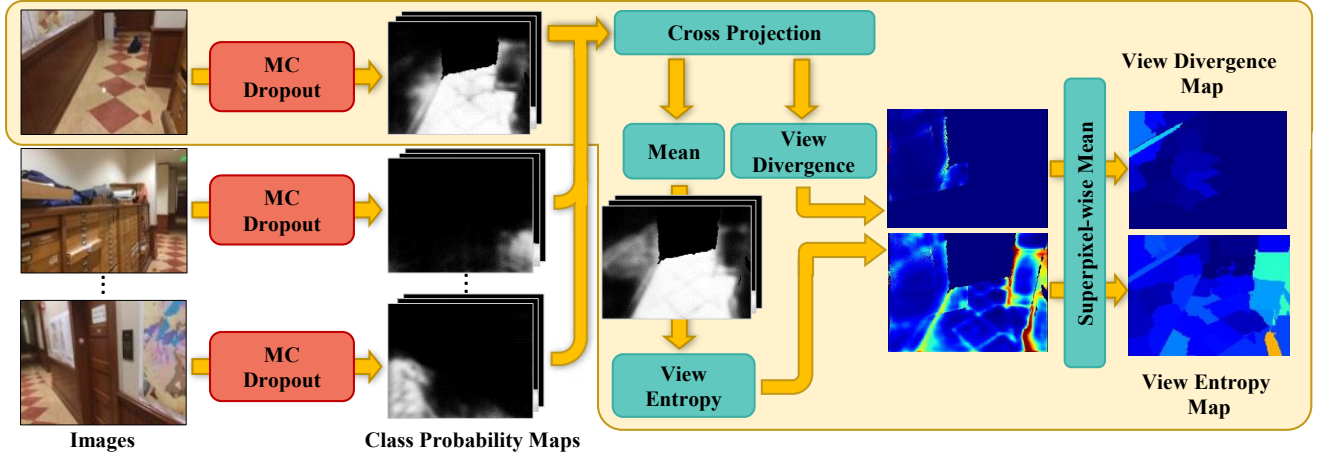 MC
Dropout
Cross Projection
View Divergence
Map
Mean
View
Divergence
Superpixel-wise Mean
MC
Dropout
MC
Dropout
View
Entropy
View Entropy
Map
Images
Class Probability Maps